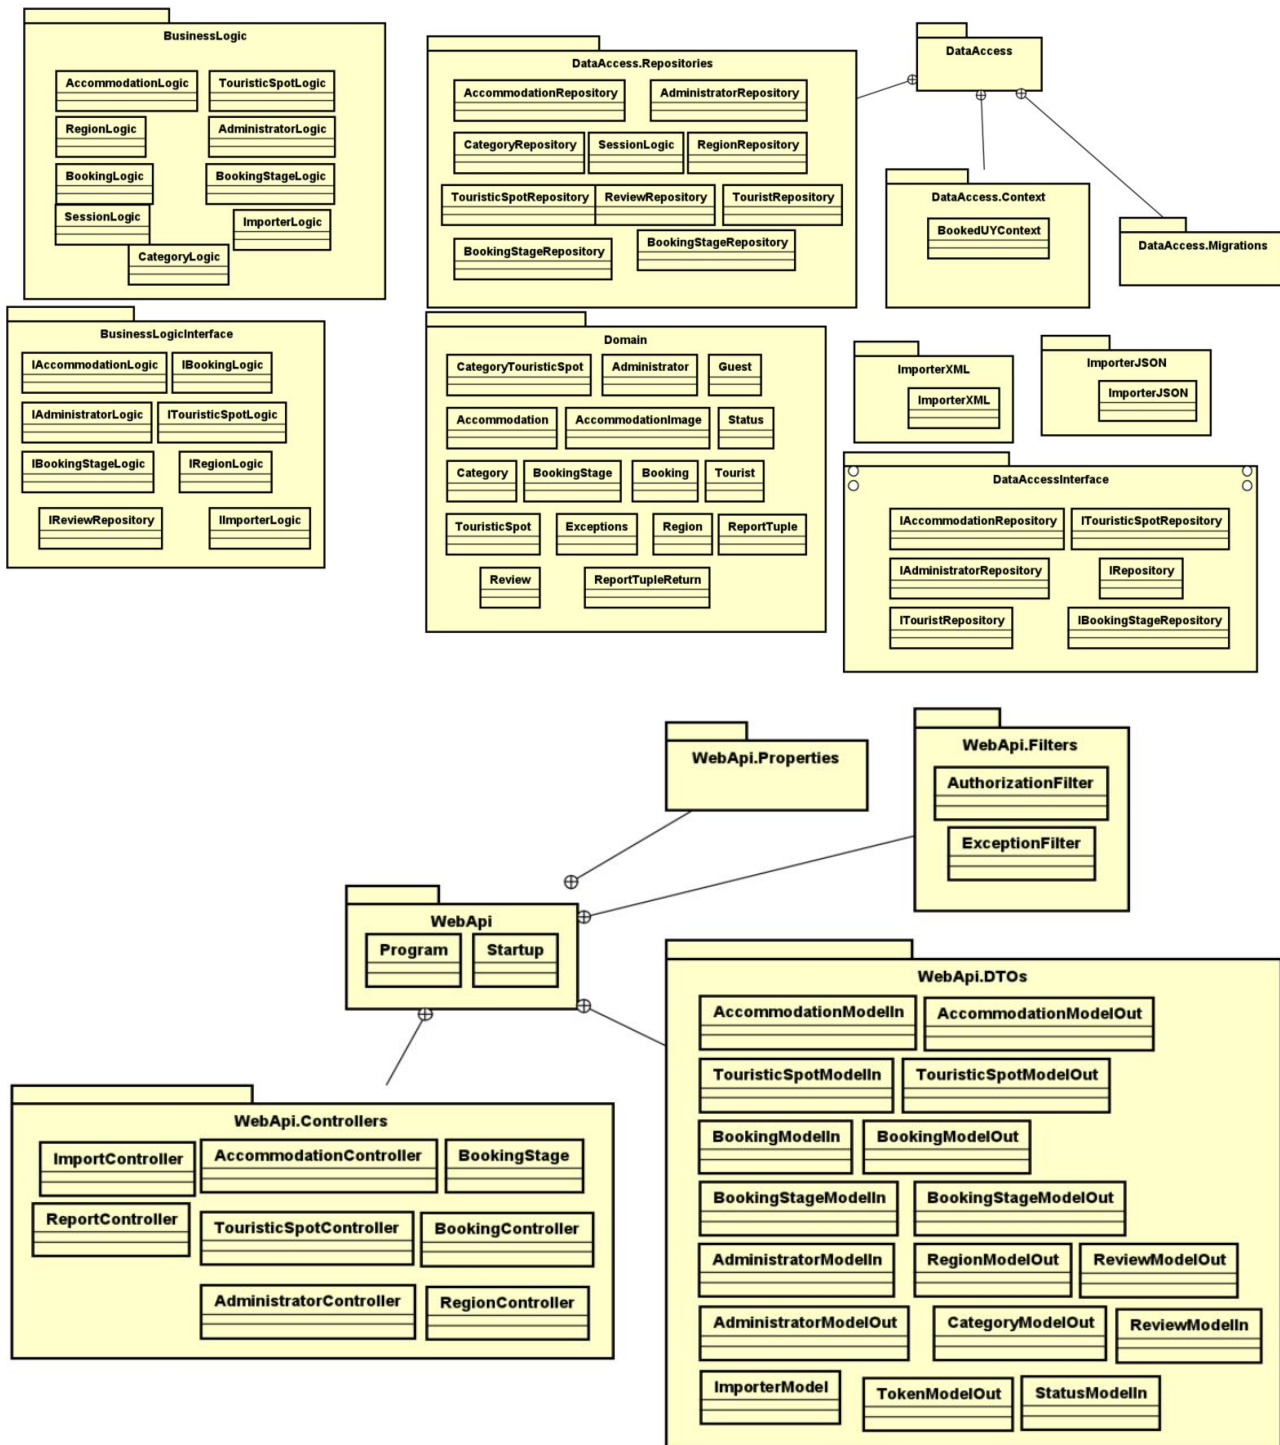 BusinessLogic
AccommodationLogic
TouristicSpotLogic
RegionLogic
AdministratorLogic
BookingLogic
BookingStageLogic
SessionLogic
ImporterLogic
CategoryLogic
DataAccess.Repositories
AccommodationRepository
AdministratorRepository
CategoryRepository
SessionLogic
RegionRepository
TouristicSpotRepository
ReviewRepository
TouristRepository
BookingStageRepository
BookingStageRepository
DataAccess
DataAccess.Context
BookedUYContext
DataAccess.Migrations
BusinessLogicInterface
IAccommodationLogic
IBookingLogic
IAdministratorLogic
ITouristicSpotLogic
IBookingStageLogic
IRegionLogic
IReviewRepository
IImporterLogic
Domain
CategoryTouristicSpot
Administrator
Guest
Accommodation
AccommodationImage
Status
Category
BookingStage
Booking
Tourist
TouristicSpot
Exceptions
Region
ReportTuple
Review
ReportTupleReturn
ImporterXML
ImporterXML
ImporterJSON
ImporterJSON
DataAccessInterface
IAccommodationRepository
ITouristicSpotRepository
IAdministratorRepository
IRepository
ITouristRepository
IBookingStageRepository
WebApi.Properties
WebApi.Filters
AuthorizationFilter
ExceptionFilter
WebApi
Program
Startup
WebApi.Controllers
ImportController
AccommodationController
BookingStage
ReportController
TouristicSpotController
BookingController
AdministratorController
RegionController
WebApi.DTOs
AccommodationModelIn
AccommodationModelOut
TouristicSpotModelIn
TouristicSpotModelOut
BookingModelIn
BookingModelOut
BookingStageModelIn
BookingStageModelOut
AdministratorModelIn
RegionModelOut
ReviewModelOut
AdministratorModelOut
CategoryModelOut
ReviewModelIn
ImporterModel
TokenModelOut
StatusModelIn